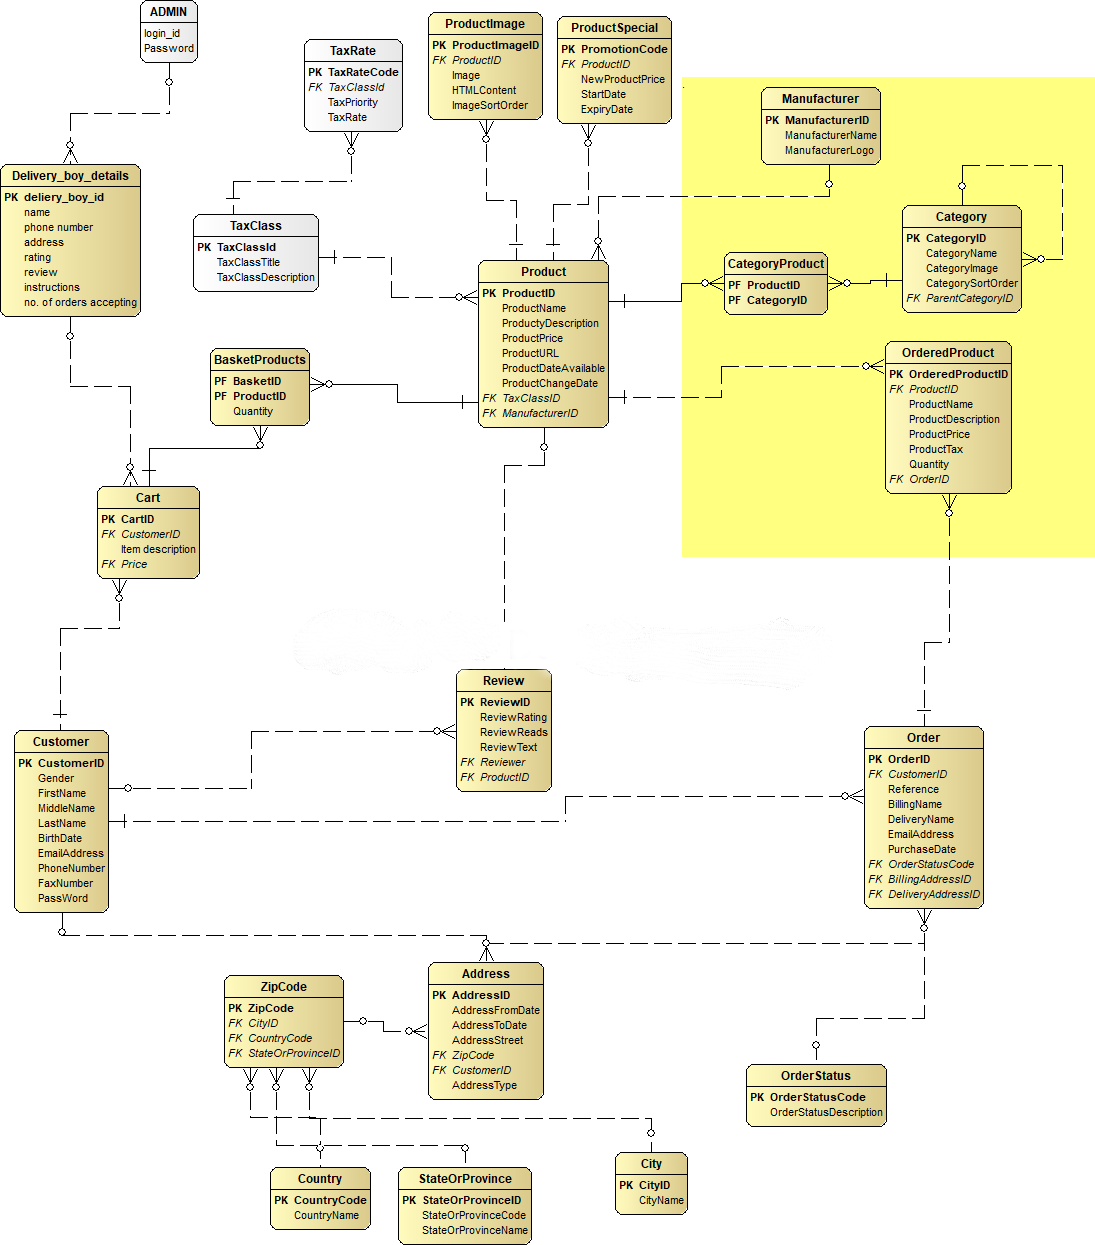 ADMIN
login_id
Password
TaxRate
PK TaxRateCode
FK TaxClassId
TaxPriority
TaxRate
ProductImage
PK ProductImageID
FK ProductID
Image
HTMLContent
ImageSortOrder
ProductSpecial
PK PromotionCode
FK ProductID
NewProductPrice
StartDate
ExpiryDate
Manufacturer
PK ManufacturerID
ManufacturerName
ManufacturerLogo
Delivery_boy_details
PK deliery_boy_id
name
phone number
address
rating
review
instructions
no. of orders accepting
TaxClass
PK TaxClassId
TaxClassTitle
TaxClassDescription
Product
PK ProductID
ProductName
ProductyDescription
ProductPrice
ProductURL
ProductDateAvailable
ProductChangeDate
FK TaxClassID
FK ManufacturerID
CategoryProduct
PF ProductID
PF CategoryID
Category
PK CategoryID
CategoryName
CategoryImage
CategorySortOrder
FK ParentCategoryID
BasketProducts
PF BasketID
PF ProductID
Quantity
OrderedProduct
PK OrderedProductID
FK ProductID
ProductName
ProductDescription
ProductPrice
ProductTax
Quantity
FK OrderID
Cart
PK CartID
FK CustomerID
Item description
FK Price
Review
PK ReviewID
ReviewRating
ReviewReads
ReviewText
FK Reviewer
FK ProductID
Customer
PK CustomerID
Gender
FirstName
MiddleName
LastName
BirthDate
EmailAddress
PhoneNumber
FaxNumber
PassWord
Order
PK OrderID
FK CustomerID
Reference
BillingName
DeliveryName
EmailAddress
PurchaseDate
FK OrderStatusCode
FK BillingAddressID
FK DeliveryAddressID
ZipCode
PK ZipCode
FK CityID
FK CountryCode
FK StateOrProvinceID
Address
PK AddressID
AddressFromDate
AddressToDate
AddressStreet
FK ZipCode
FK CustomerID
AddressType
OrderStatus
PK OrderStatusCode
OrderStatusDescription
Country
PK CountryCode
CountryName
StateOrProvince
PK StateOrProvinceID
StateOrProvinceCode
StateOrProvinceName
City
PK CityID
CityName